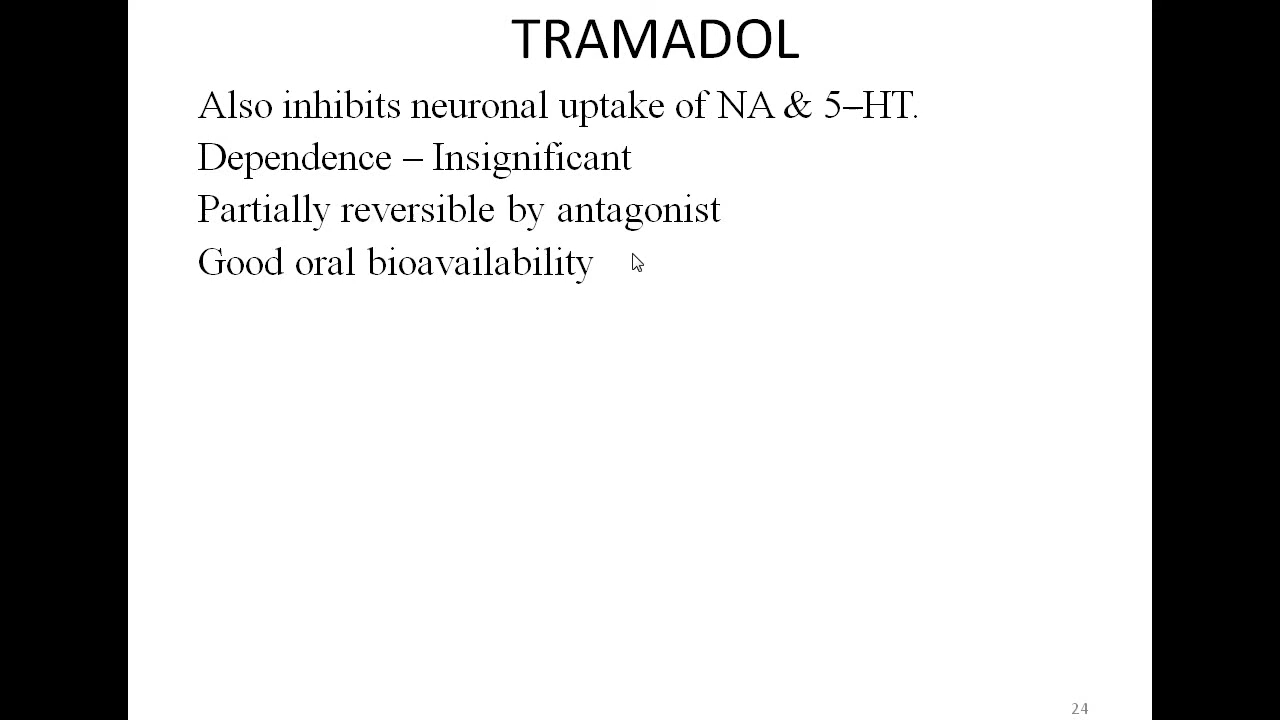 TRAMADOL
Also inhibits neuronal uptake of NA & 5–HT.
Dependence – Insignificant
Partially reversible by antagonist
Good oral bioavailability
24